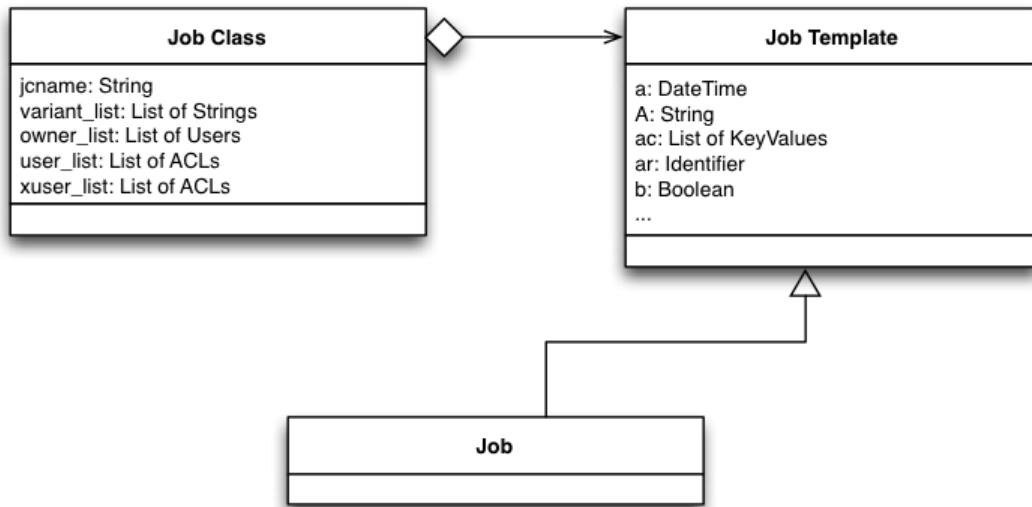 Job Class
jcname: String
variant_list: List of Strings
owner_list: List of Users
user_list: List of ACLs
xuser_list: List of ACLs
Job Template
a: DateTime
A: String
ac: List of KeyValues
ar: Identifier
b: Boolean
...
Job